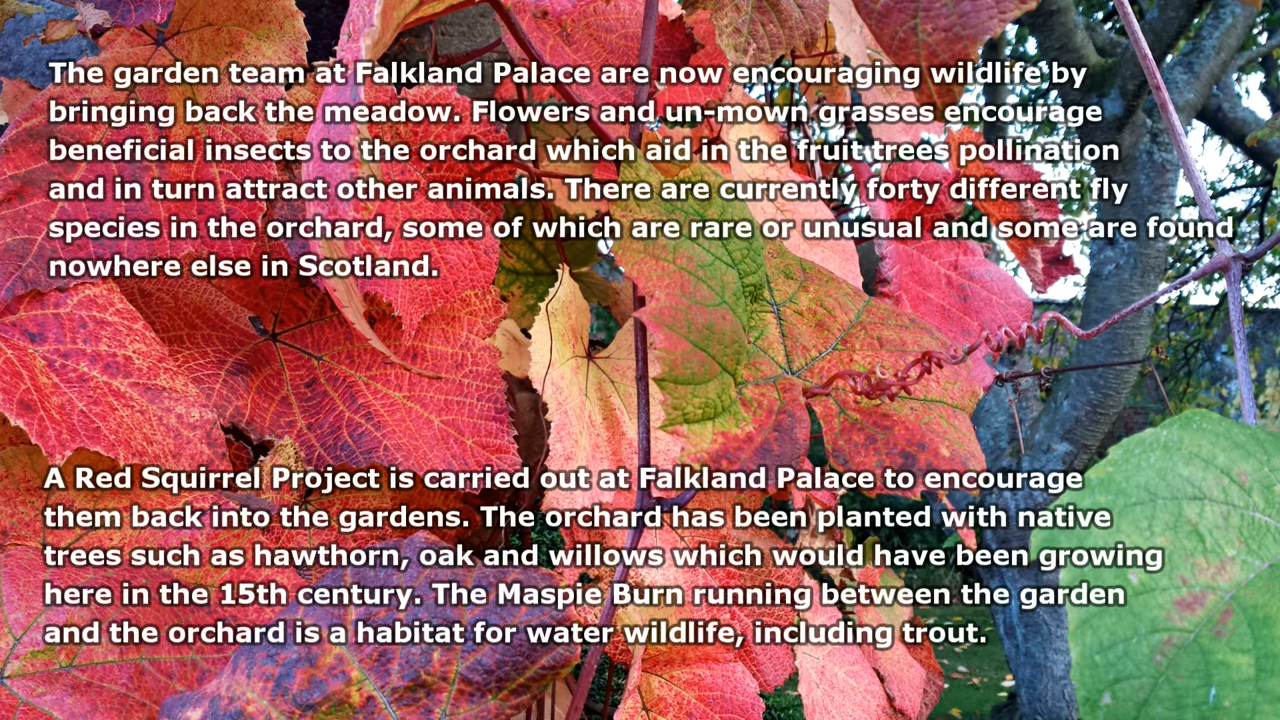 The garden team at Falkland Palace are now encouraging wildlife by
bringing back the meadow. Flowers and un-mown grasses encourage
beneficial insects to the orchard which aid in the fruit trees pollination
and in turn attract other animals. There are currently forty different fly
species in the orchard, some of which are rare or unusual and some are found
nowhere else in Scotland.
A Red Squirrel Project is carried out at Falkland Palace to encourage
them back into the gardens. The orchard has been planted with native
trees such as hawthorn, oak and willows which would have been growing
here in the 15th century. The Maspie Burn running between the garden
and the orchard is a habitat for water wildlife, including trout.